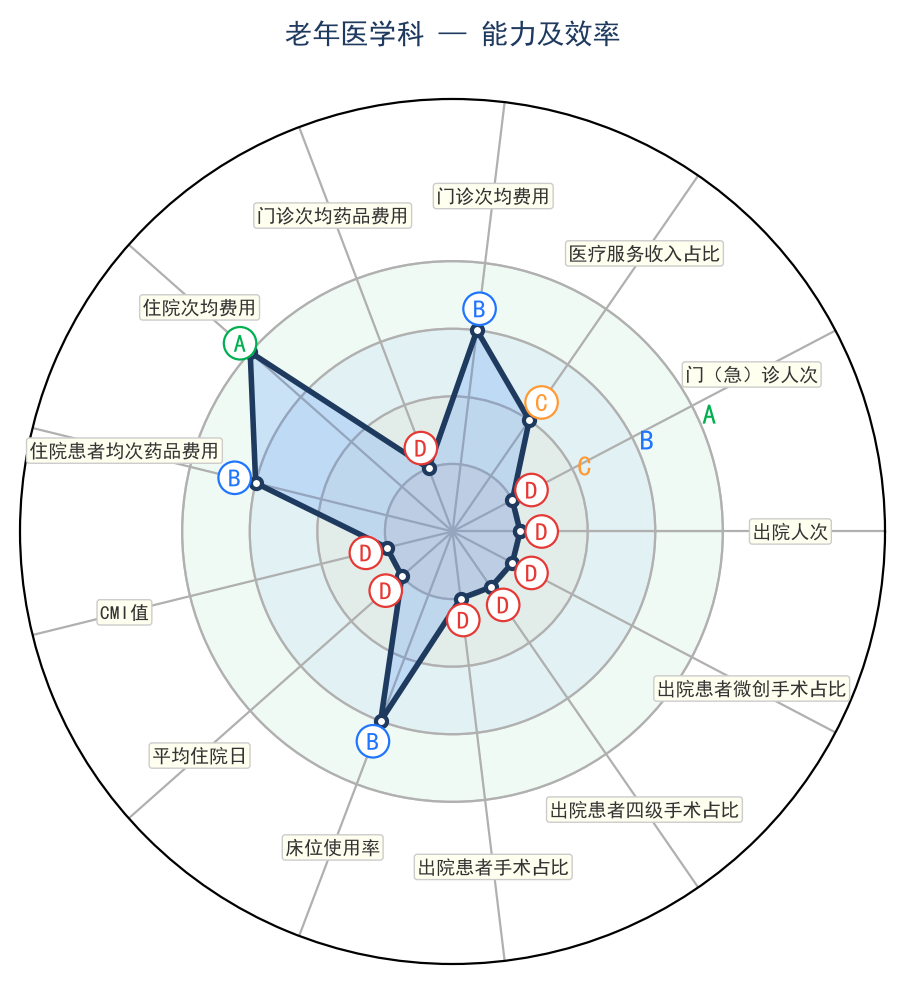 老年医学科 — 能力及效率
门诊次均费用
门诊次均药品费用
医疗服务收入占比
住院次均费用
B
A
门（急）诊人次
C
A
B
D
住院患者均次药品费用
C
B
D
出院人次
D
D
D
CMI值
D
D
D
出院患者微创手术占比
B
平均住院日
出院患者四级手术占比
床位使用率
出院患者手术占比